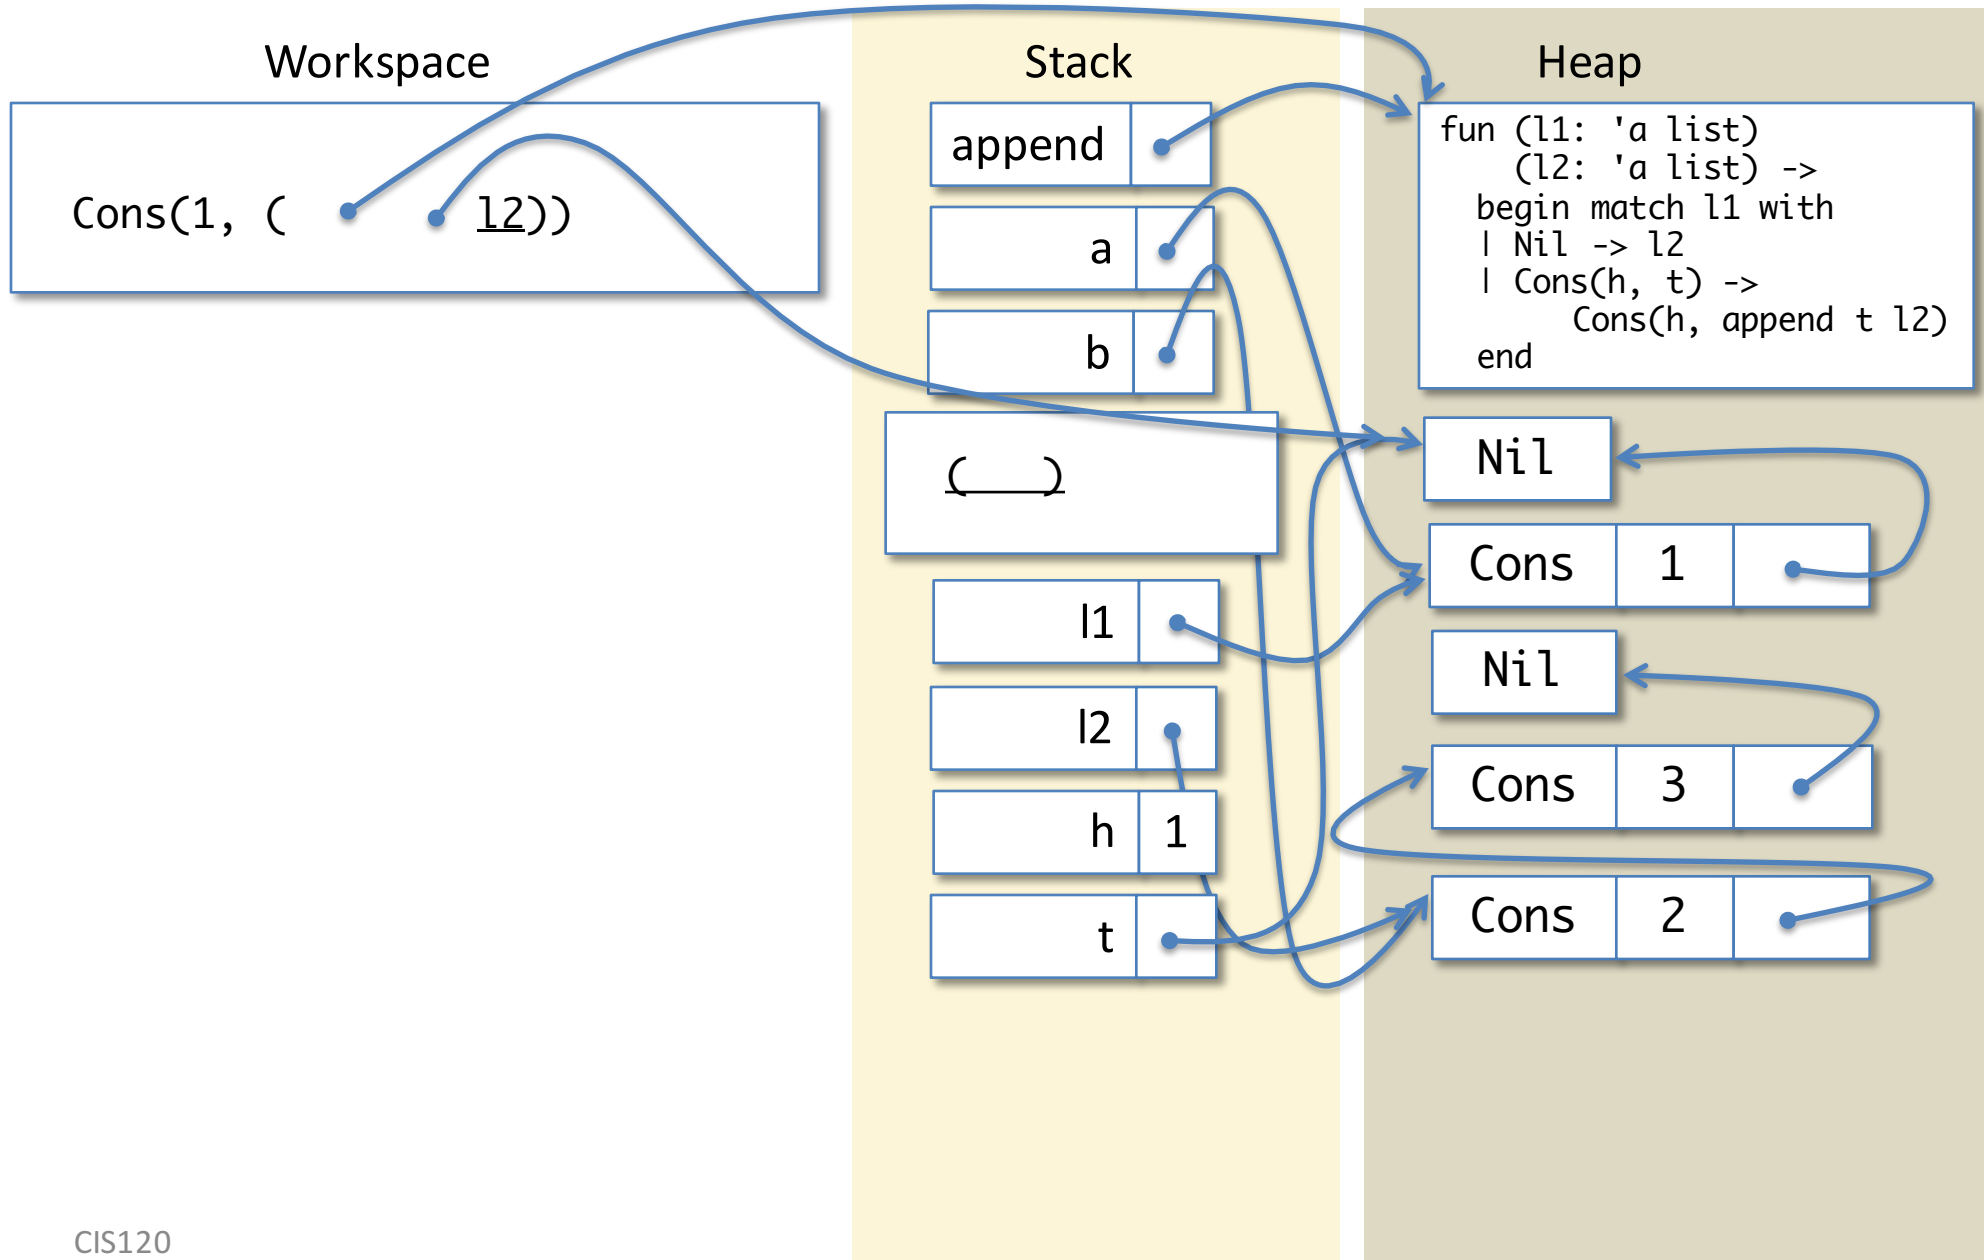 Workspace
Cons(1, ( l2))
Stack
append
a
b
( )
l1
l2
h 1
t
Heap
fun (l1: 'a list)
(l2: 'a list) ->
begin match l1 with
| Nil -> l2
| Cons(h, t) ->
Cons(h, append t l2)
end
Nil
Cons 1
Nil
Cons 3
Cons 2
CIS120